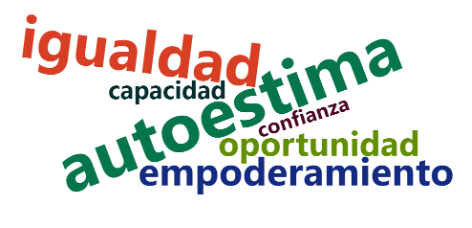 igualdad
capacidad
autoestima
confianza
oportunidad
empoderamiento